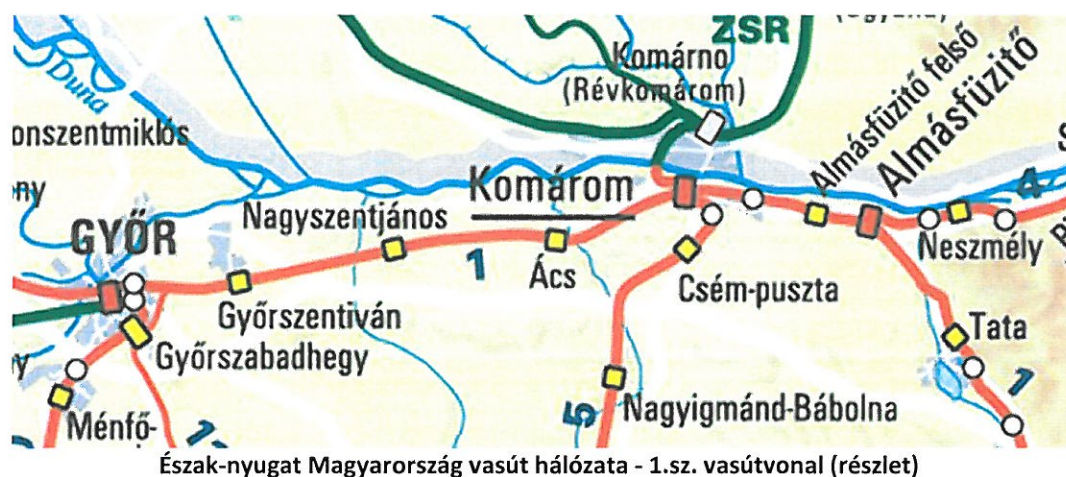 ZSR
Komárno
(Révkomárom)
Duna
onszentmiklós
Almásfüzitő felső
Almásfüzitő
Komárom
4
Nagyszentjános
GYŐR
1
Ács
Neszmély
Csém-puszta
Győrszentiván
Győrszabadhegy
Tata
1
5
Nagyigmánd-Bábolna
Ménfő-
Észak-nyugat Magyarország vasút hálózata - 1.sz. vasútvonal (részlet)